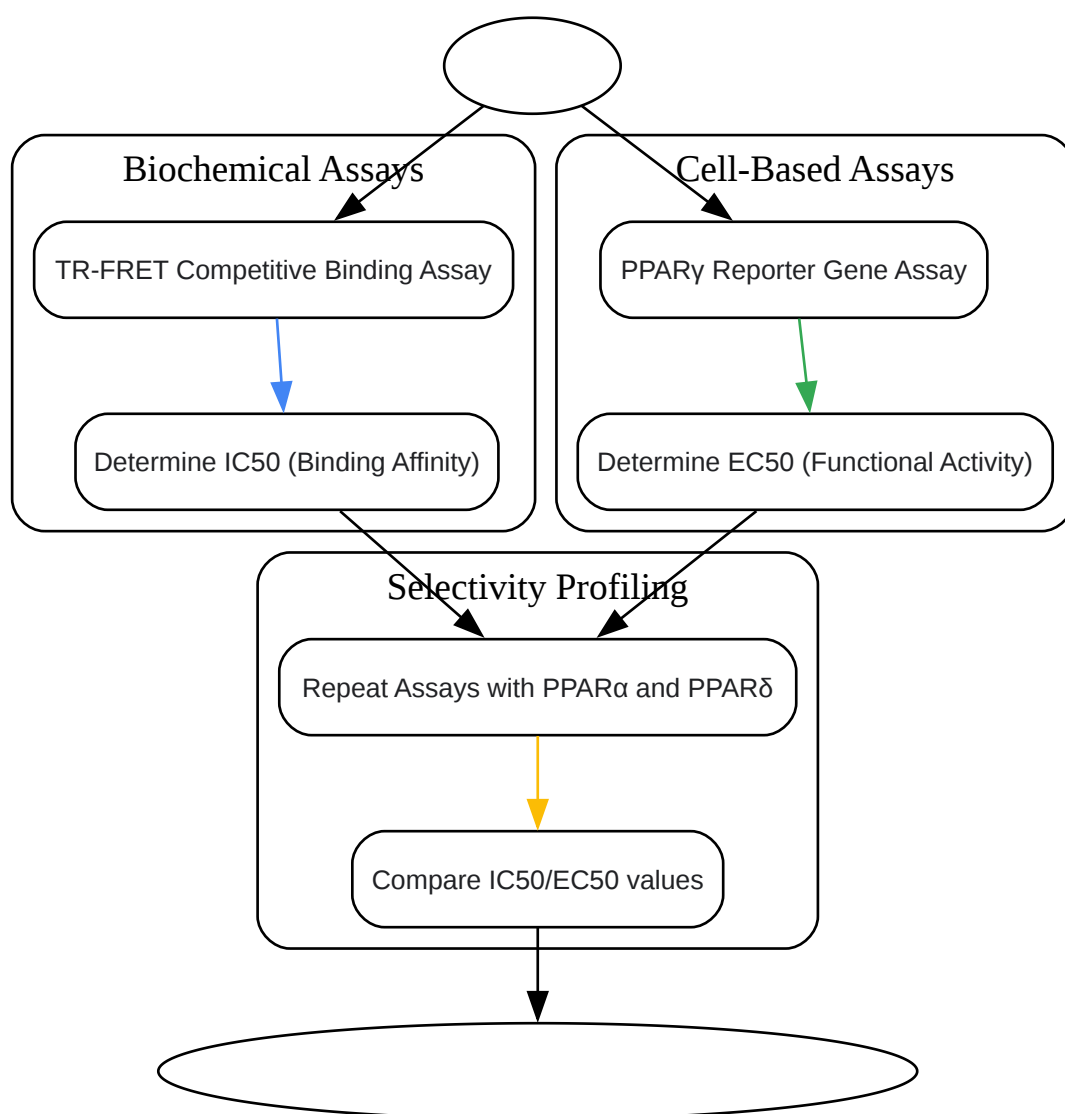 Biochemical Assays
Cell-Based Assays
TR-FRET Competitive Binding Assay
PPARγ Reporter Gene Assay
Determine IC50 (Binding Affinity)
Determine EC50 (Functional Activity)
Selectivity Profiling
Repeat Assays with PPARα and PPARδ
Compare IC50/EC50 values